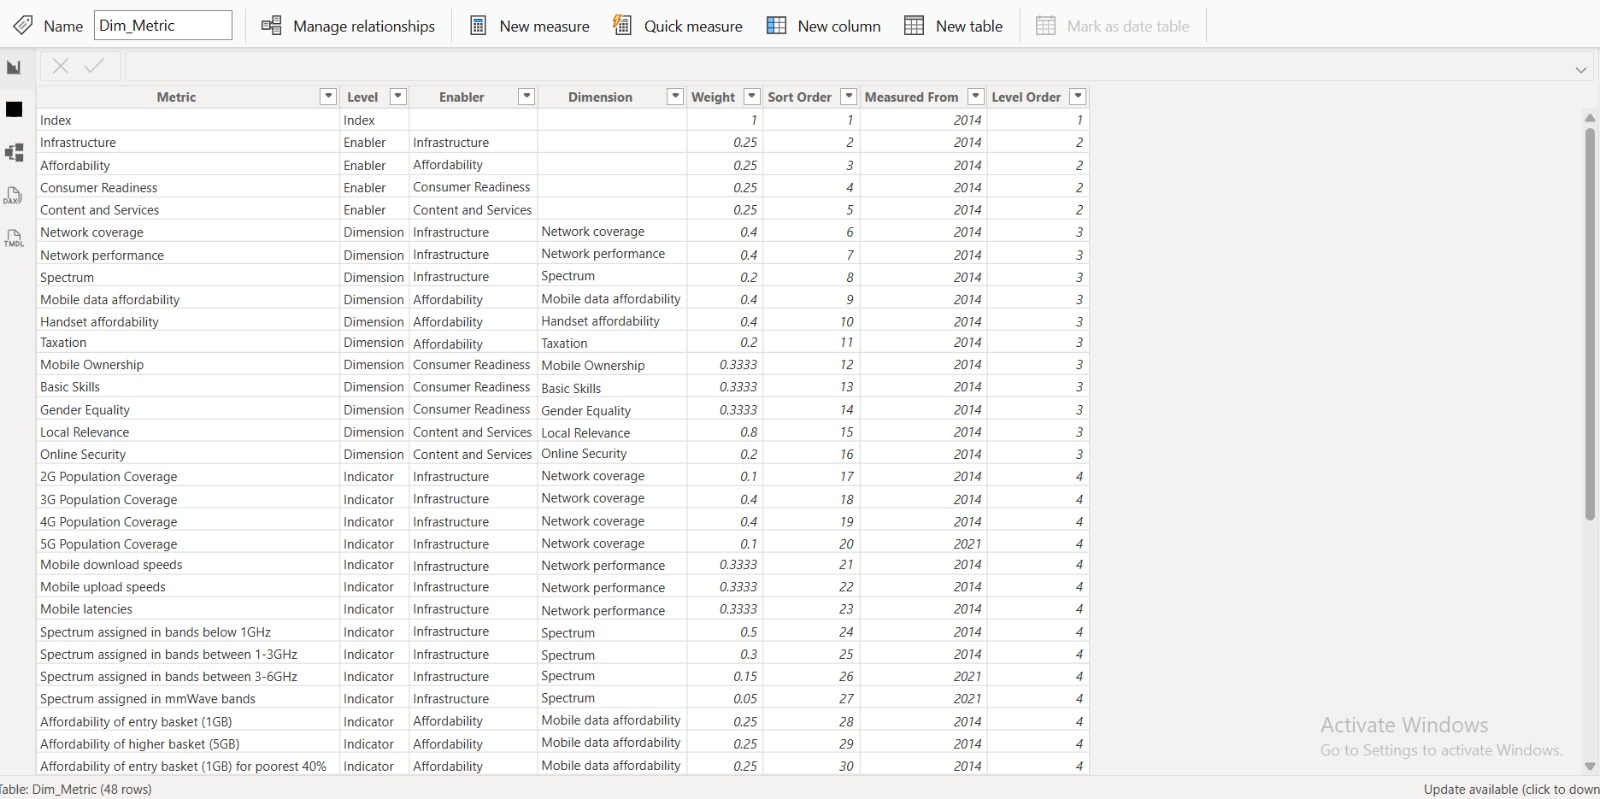 Name Dim_Metric Manage relationships New measure Quick measure New column New table Mark as date table
Metric Level Enabler Dimension Weight Sort Order Measured From Level Order
Index Index 1 1 2014 1
Infrastructure Enabler Infrastructure 0.25 2 2014 2
Affordability Enabler Affordability 0.25 3 2014 2
Consumer Readiness Enabler Consumer Readiness 0.25 4 2014 2
Content and Services Enabler Content and Services 0.25 5 2014 2
Network coverage Dimension Infrastructure Network coverage 0.4 6 2014 3
DAX
Network performance Dimension Infrastructure Network performance 0.4 7 2014 3
TMDL
Spectrum Dimension Infrastructure Spectrum 0.2 8 2014 3
Mobile data affordability Dimension Affordability Mobile data affordability 0.4 9 2014 3
Handset affordability Dimension Affordability Handset affordability 0.4 10 2014 3
Taxation Dimension Affordability Taxation 0.2 11 2014 3
Mobile Ownership Dimension Consumer Readiness Mobile Ownership 0.3333 12 2014 3
Basic Skills Dimension Consumer Readiness Basic Skills 0.3333 13 2014 3
Gender Equality Dimension Consumer Readiness Gender Equality 0.3333 14 2014 3
Local Relevance Dimension Content and Services Local Relevance 0.8 15 2014 3
Online Security Dimension Content and Services Online Security 0.2 16 2014 3
2G Population Coverage Indicator Infrastructure Network coverage 0.1 17 2014 4
3G Population Coverage Indicator Infrastructure Network coverage 0.4 18 2014 4
4G Population Coverage Indicator Infrastructure Network coverage 0.4 19 2014 4
5G Population Coverage Indicator Infrastructure Network coverage 0.1 20 2021 4
Mobile download speeds Indicator Infrastructure Network performance 0.3333 21 2014 4
Mobile upload speeds Indicator Infrastructure Network performance 0.3333 22 2014 4
Mobile latencies Indicator Infrastructure Network performance 0.3333 23 2014 4
Spectrum assigned in bands below 1GHz Indicator Infrastructure Spectrum 0.5 24 2014 4
Spectrum assigned in bands between 1-3GHz Indicator Infrastructure Spectrum 0.3 25 2014 4
Spectrum assigned in bands between 3-6GHz Indicator Infrastructure Spectrum 0.15 26 2021 4
Spectrum assigned in mmWave bands Indicator Infrastructure Spectrum 0.05 27 2021 4
Affordability of entry basket (1GB) Indicator Affordability Mobile data affordability 0.25 28 2014 4
Affordability of higher basket (5GB) Indicator Affordability Mobile data affordability 0.25 29 2014 4
Affordability of entry basket (1GB) for poorest 40% Indicator Affordability Mobile data affordability 0.25 30 2014 4
Activate Windows
Go to Settings to activate Windows.
Table: Dim_Metric (48 rows) Update available (click to down